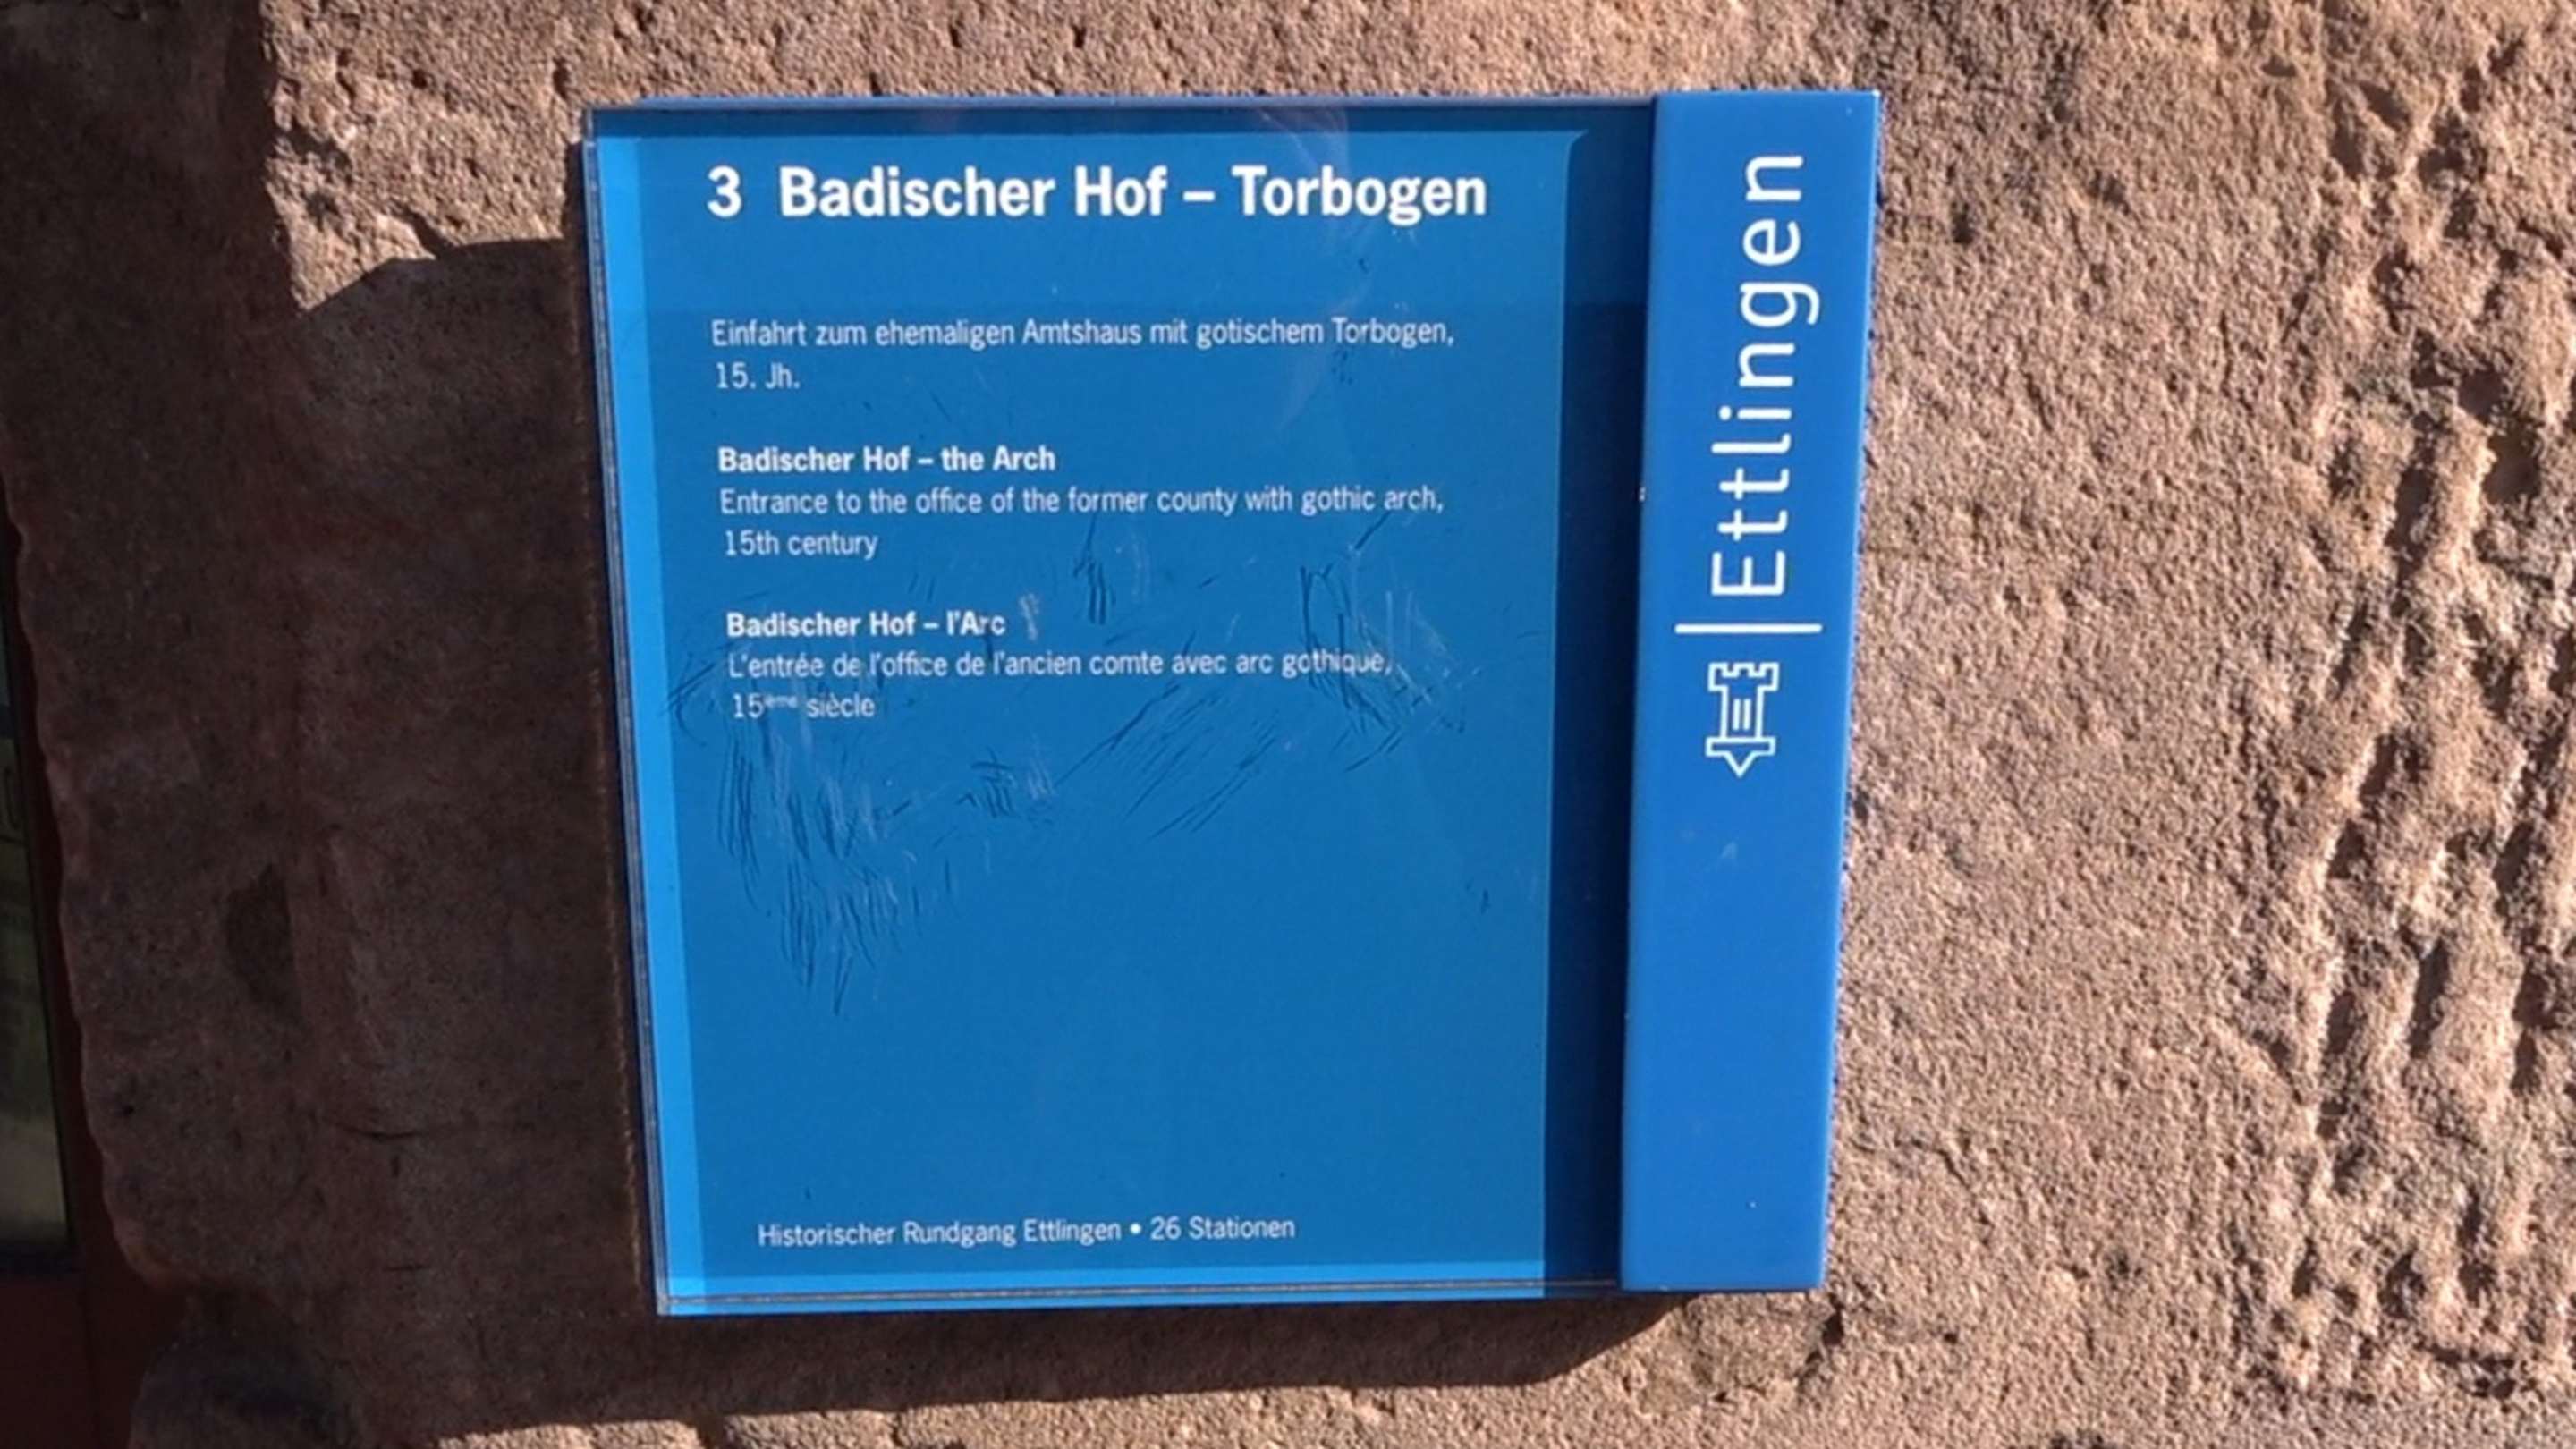 3 Badischer Hof – Torbogen
Einfahrt zum ehemaligen Amtshaus mit gotischem Torbogen,
15. Jh.
Badischer Hof – the Arch
Entrance to the office of the former county with gothic arch,
15th century
Badischer Hof – l'Arc
L'entrée de l'office de l'ancien comte avec arc gothique,
15ième siècle
Historischer Rundgang Ettlingen • 26 Stationen
Ettlingen